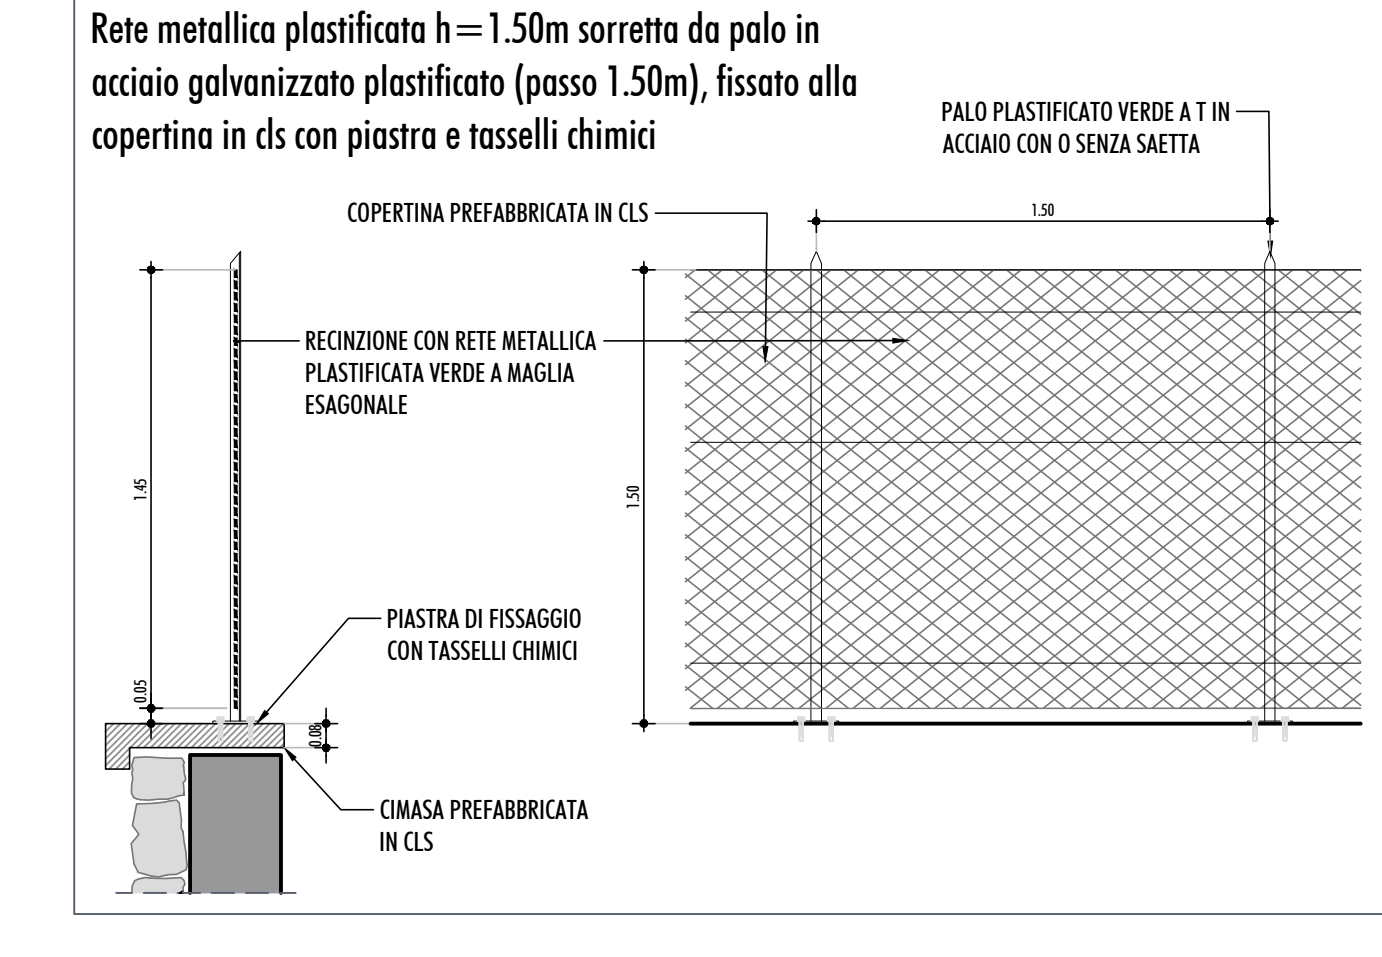 Rete metallica plastificata h=1.50m sorretta da palo in
acciaio galvanizzato plastificato (passo 1.50m), fissato alla
copertina in cls con piastra e tasselli chimici
PALO PLASTIFICATO VERDE A T IN
ACCIAIO CON O SENZA SAETTA
COPERTINA PREFABBRICATA IN CLS
1.50
RECINZIONE CON RETE METALLICA
PLASTIFICATA VERDE A MAGLIA
ESAGONALE
1.45
1.50
PIASTRA DI FISSAGGIO
CON TASSELLI CHIMICI
0.05
0.08
CIMASA PREFABBRICATA
IN CLS